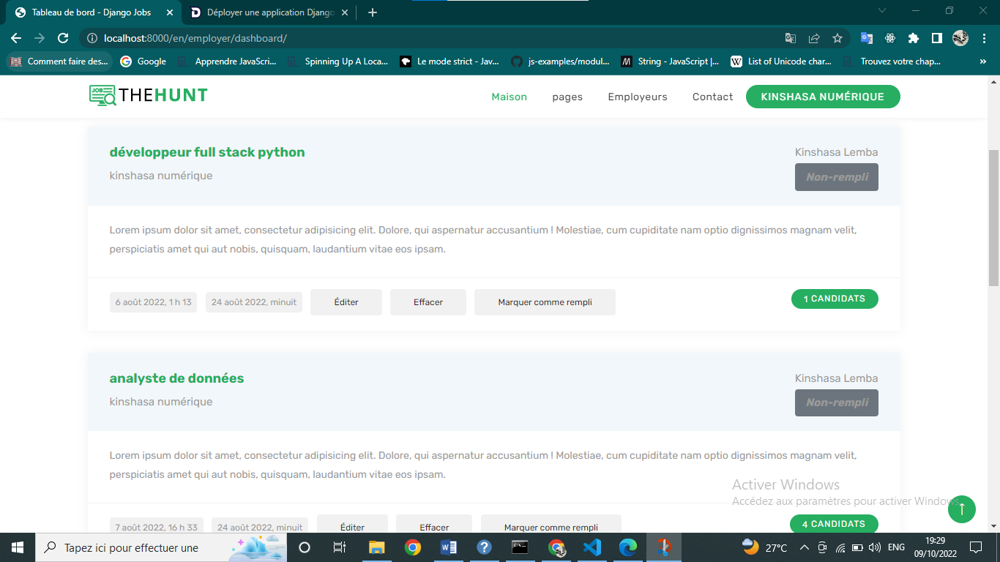 Tableau de bord - Django Jobs
Déployer une application Django
localhost:8000/en/employer/dashboard/
Comment faire des...
Google
Apprendre JavaScri...
Spinning Up A Loca...
Le mode strict - Jav...
js-examples/modul...
String - JavaScript |...
List of Unicode char...
Trouvez votre chap...
»
JOB
THEHUNT
Maison
pages
Employeurs
Contact
KINSHASA NUMÉRIQUE
développeur full stack python
Kinshasa Lemba
kinshasa numérique
Non-rempli
Lorem ipsum dolor sit amet, consectetur adipisicing elit. Dolore, qui aspernatur accusantium ! Molestiae, cum cupiditate nam optio dignissimos magnam velit,
perspiciatis amet qui aut nobis, quisquam, laudantium vitae eos ipsam.
6 août 2022, 1 h 13
24 août 2022, minuit
Éditer
Effacer
Marquer comme rempli
1 CANDIDATS
analyste de données
Kinshasa Lemba
kinshasa numérique
Non-rempli
Lorem ipsum dolor sit amet, consectetur adipisicing elit. Dolore, qui aspernatur accusantium ! Molestiae, cum cupiditate nam optio dignissimos magnam velit,
perspiciatis amet qui aut nobis, quisquam, laudantium vitae eos ipsam.
Activer Windows
Accédez aux paramètres pour activer Windows.
7 août 2022, 16 h 33
24 août 2022, minuit
Éditer
Effacer
Marquer comme rempli
4 CANDIDATS
Tapez ici pour effectuer une
27°C
ENG
19:29
09/10/2022